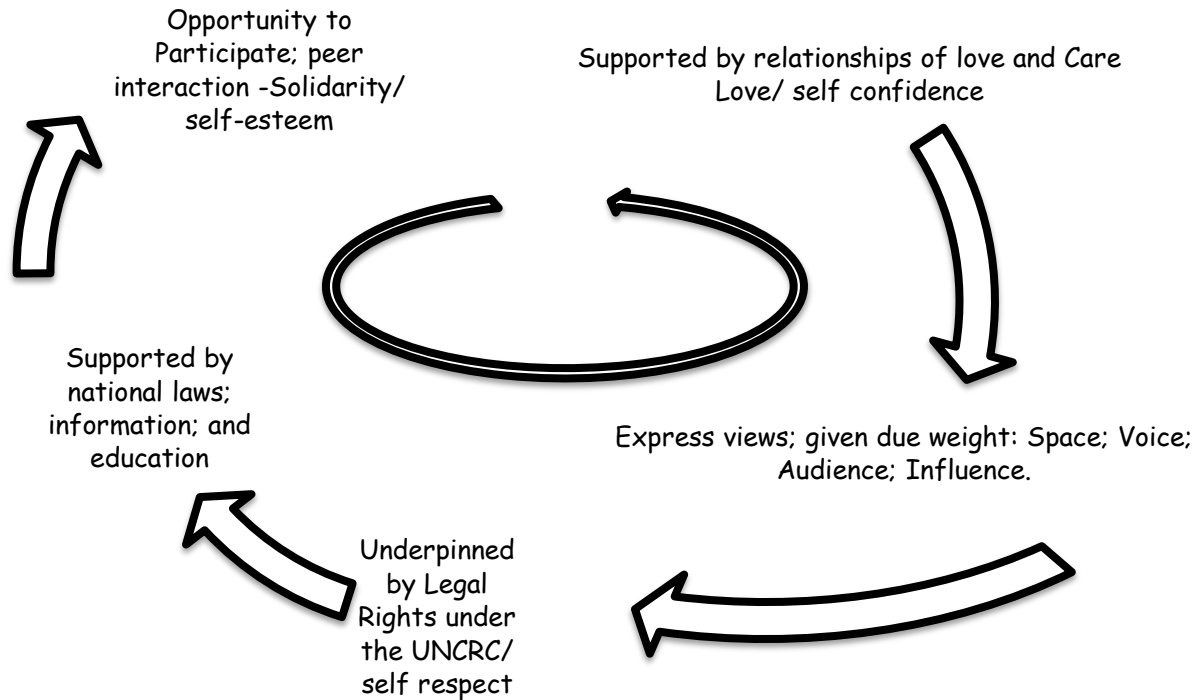 Opportunity to
Participate; peer
interaction -Solidarity/
self-esteem
Supported by relationships of love and Care
Love/ self confidence
Express views; given due weight: Space; Voice;
Audience; Influence.
Underpinned
by Legal
Rights under
the UNCRC/
self respect
Supported by
national laws;
information; and
education